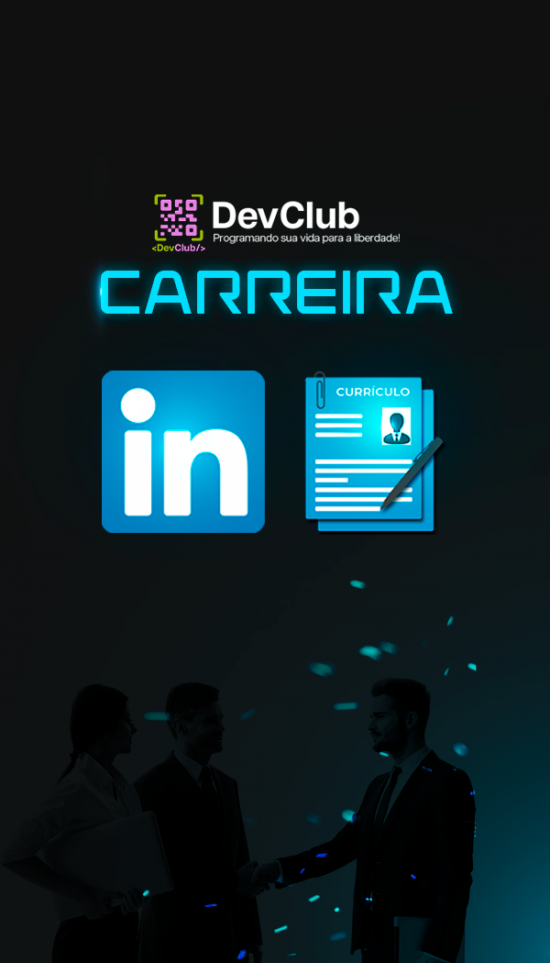 DevClub
Programando sua vida para a liberdade!
<DevClub/>
CARREIRA
in
CURRÍCULO